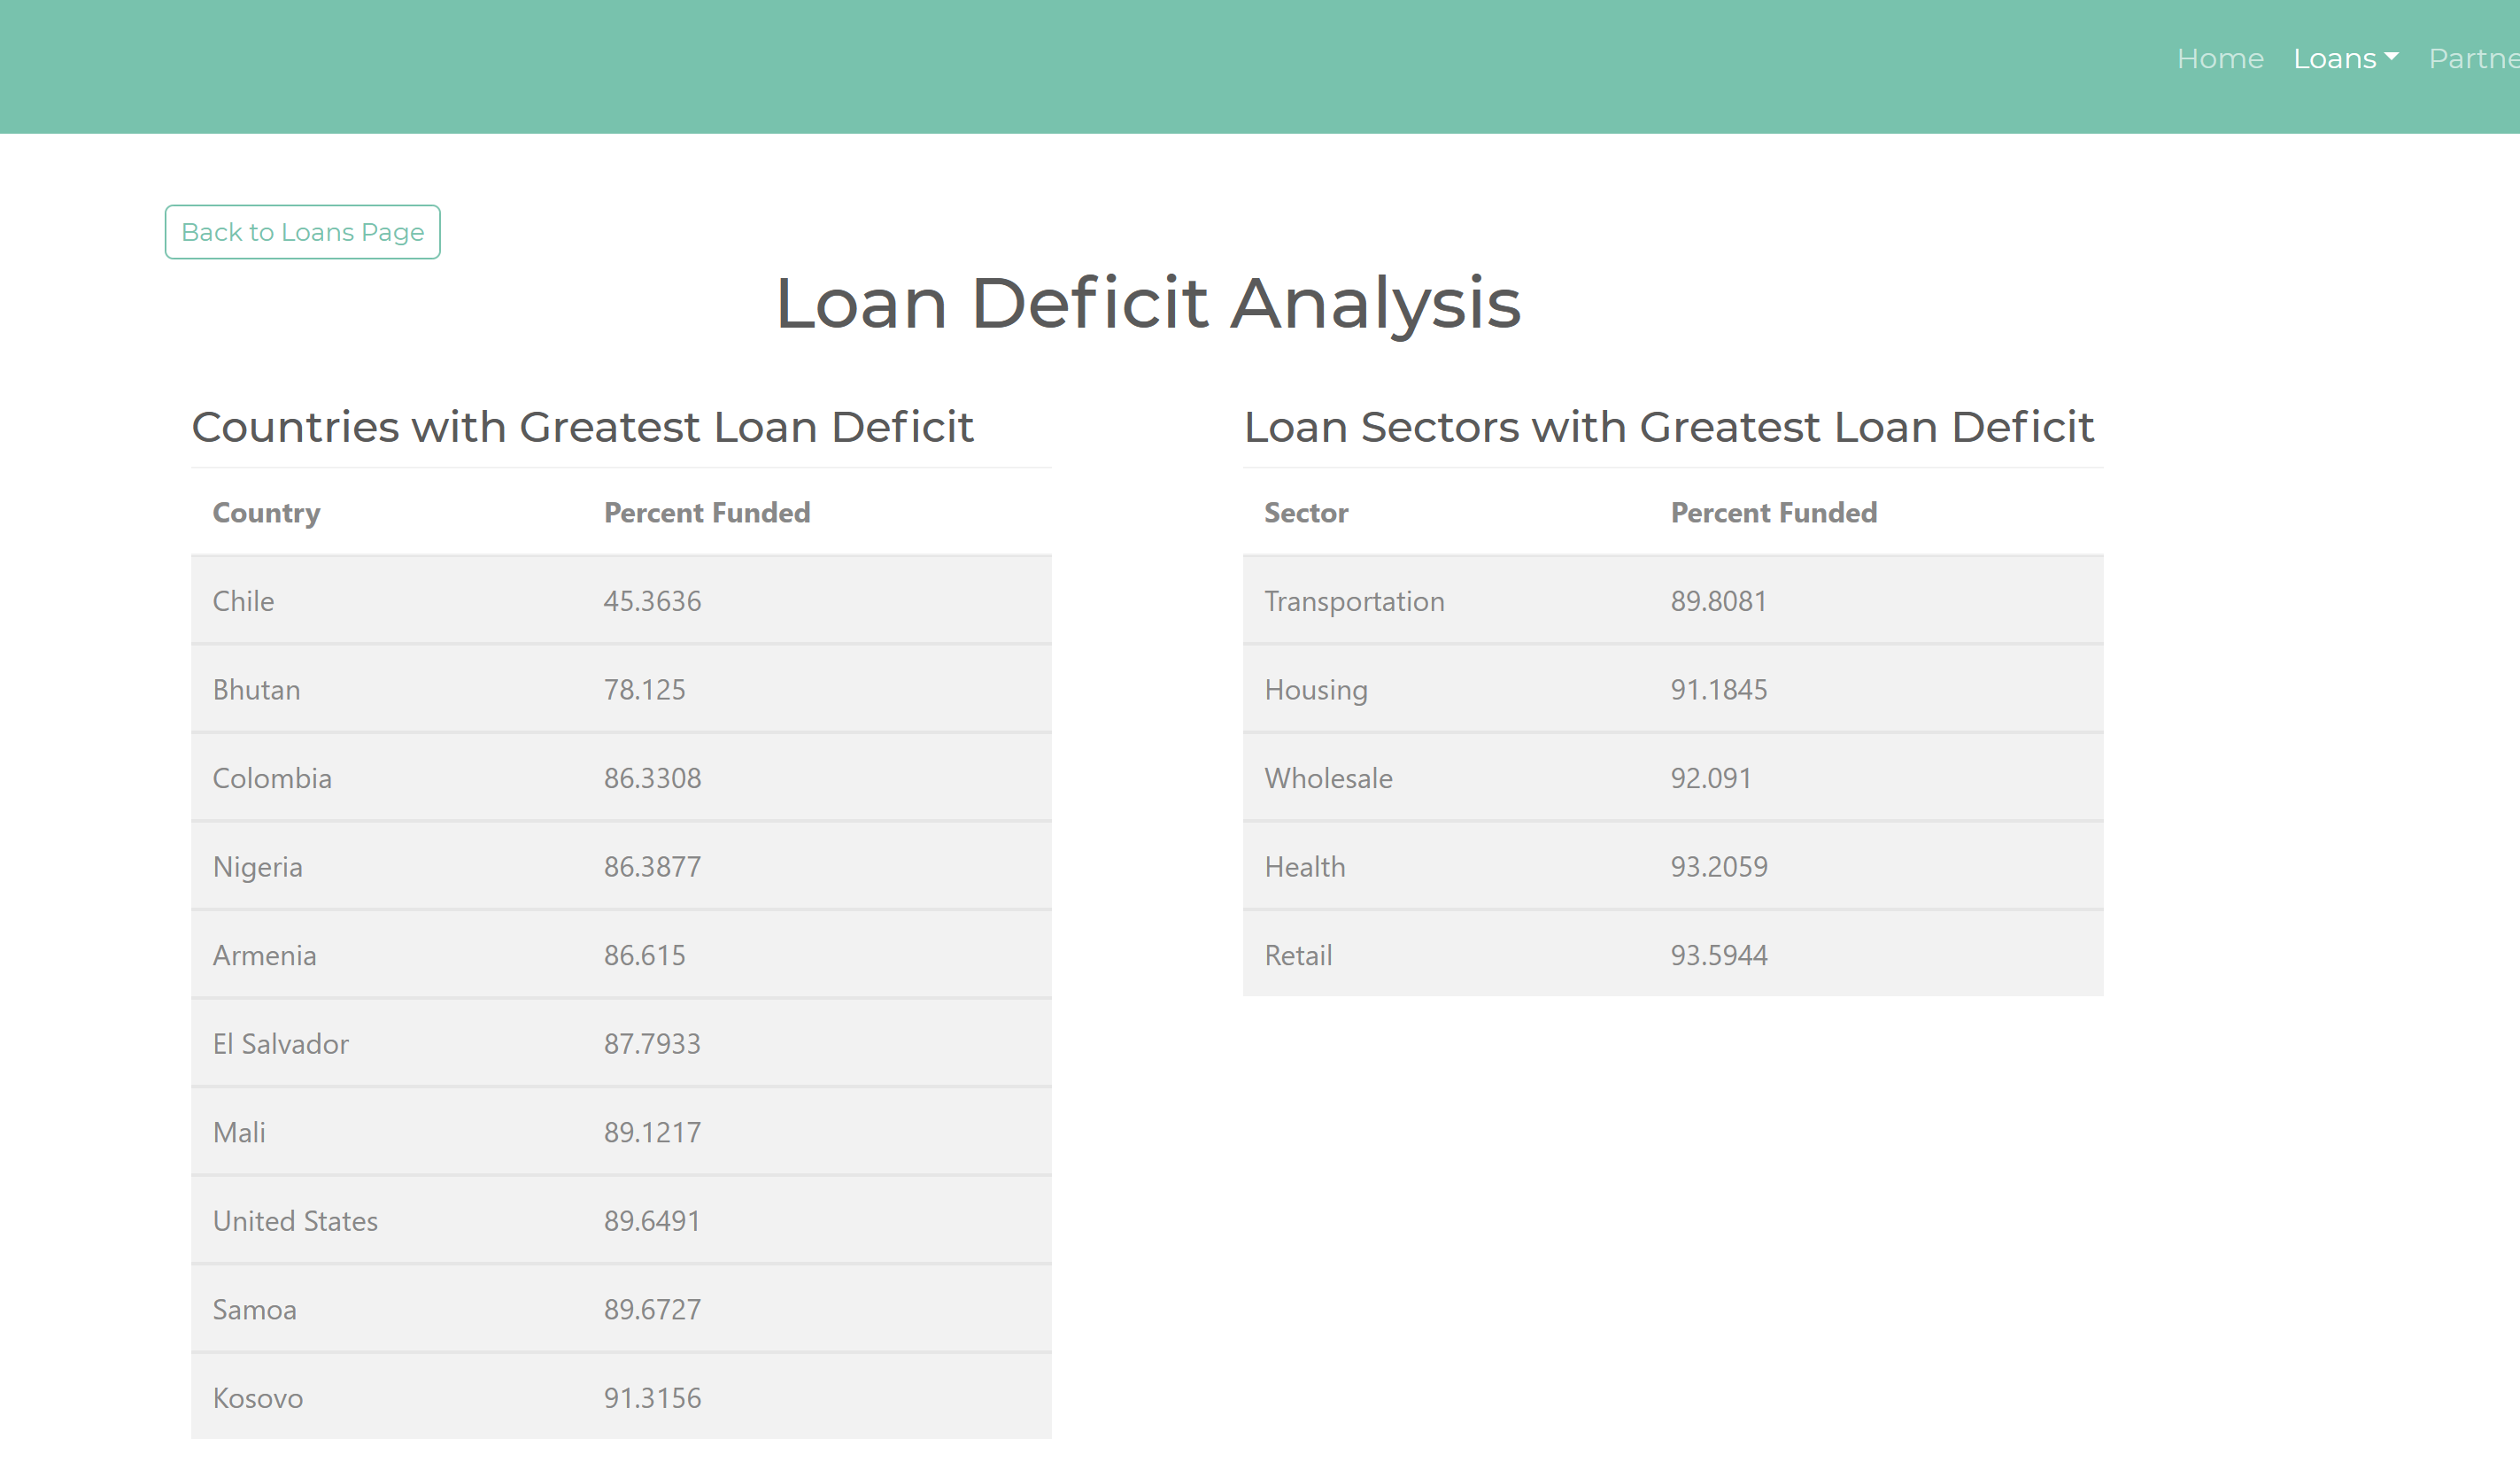 Home Loans Partne
Back to Loans Page
Loan Deficit Analysis
Countries with Greatest Loan Deficit
Country Percent Funded
Chile 45.3636
Bhutan 78.125
Colombia 86.3308
Nigeria 86.3877
Armenia 86.615
El Salvador 87.7933
Mali 89.1217
United States 89.6491
Samoa 89.6727
Kosovo 91.3156
Loan Sectors with Greatest Loan Deficit
Sector Percent Funded
Transportation 89.8081
Housing 91.1845
Wholesale 92.091
Health 93.2059
Retail 93.5944